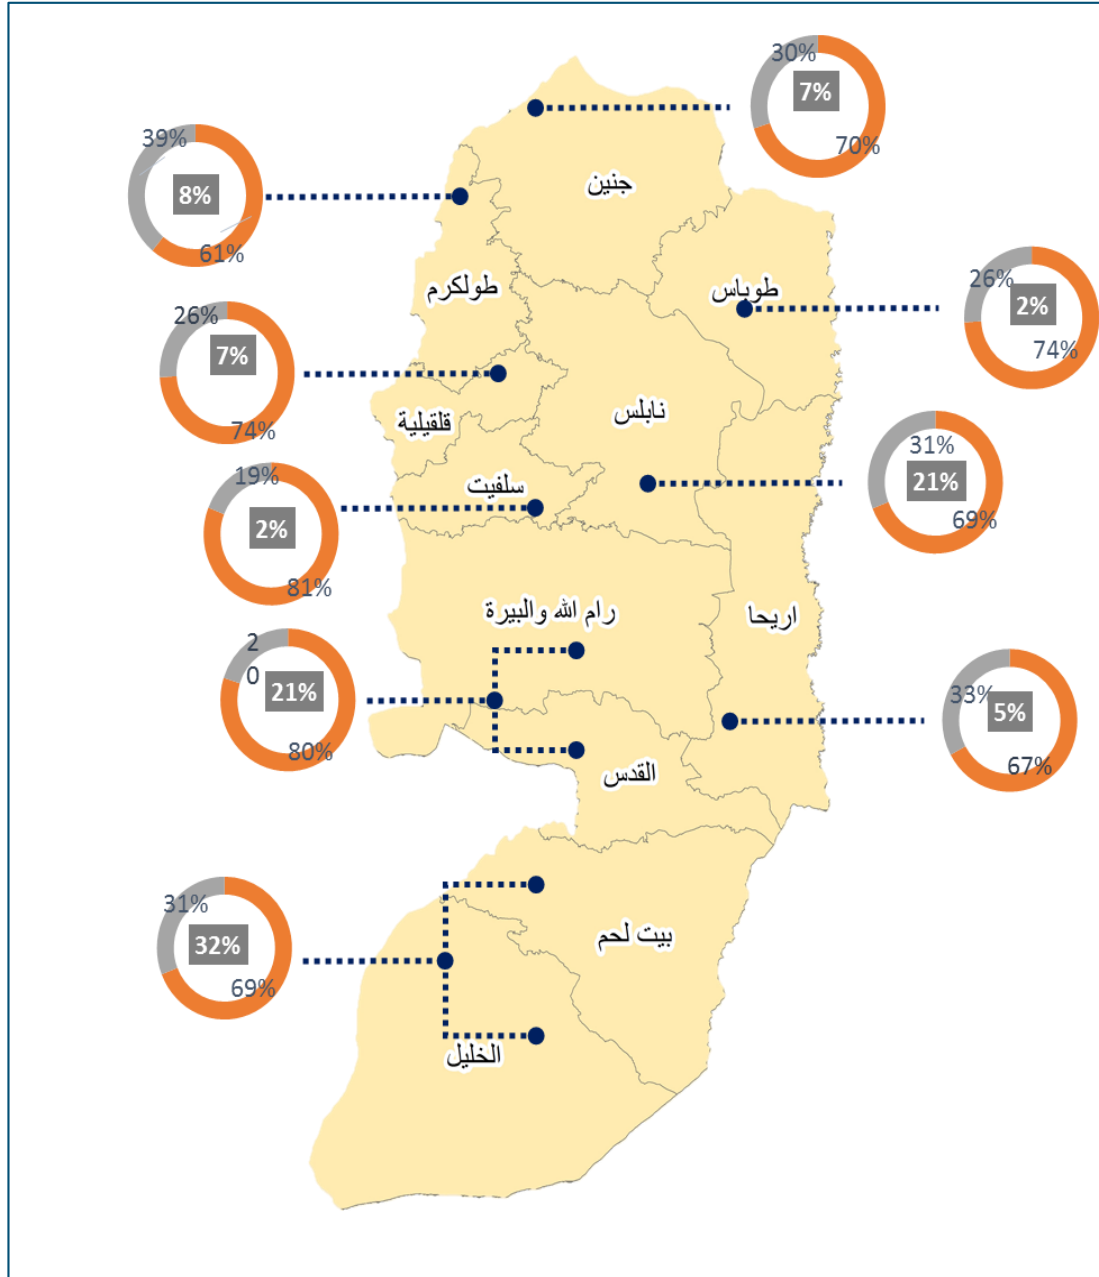 30%
7%
70%
39%
8%
61%
جنين
طولكرم
طوباس
26%
2%
74%
26%
7%
74%
قلقيلية
نابلس
31%
21%
69%
19%
2%
81%
سلفيت
رام الله والبيرة
اريحا
2
0
21%
80%
33%
5%
67%
القدس
31%
32%
69%
بيت لحم
الخليل